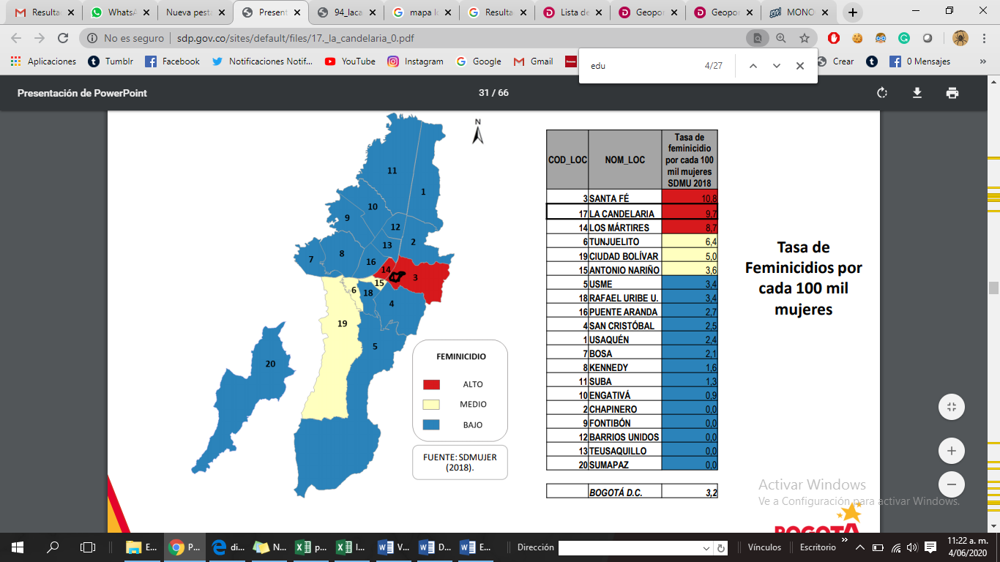 Resulta
WhatsA
Nueva pesta
Present
94_laca
mapa lo
Resulta
Lista de
Geopor
Geopor
MONO
No es seguro | sdp.gov.co/sites/default/files/17._la_candelaria_0.pdf
Aplicaciones Tumblr Facebook Notificaciones Notif... YouTube Instagram Google Gmail Crear 0 Mensajes »
edu 4/27
Presentación de PowerPoint 31 / 66
N
11
1
10
9
12
2
13
8
7
16
14
3
15
6
18
4
19
5
20
FEMINICIDIO
ALTO
MEDIO
BAJO
FUENTE: SDMUJER
(2018).
COD_LOC NOM_LOC Tasa de feminicidio por cada 100 mil mujeres SDMU 2018
3 SANTA FÉ 10,8
17 LA CANDELARIA 9,7
14 LOS MÁRTIRES 8,7
6 TUNJUELITO 6,4
19 CIUDAD BOLÍVAR 5,0
15 ANTONIO NARIÑO 3,6
5 USME 3,4
18 RAFAEL URIBE U. 3,4
16 PUENTE ARANDA 2,7
4 SAN CRISTÓBAL 2,5
1 USAQUÉN 2,4
7 BOSA 2,1
8 KENNEDY 1,6
11 SUBA 1,3
10 ENGATIVÁ 0,9
2 CHAPINERO 0,0
9 FONTIBÓN 0,0
12 BARRIOS UNIDOS 0,0
13 TEUSAQUILLO 0,0
20 SUMAPAZ 0,0
BOGOTÁ D.C. 3,2
Tasa de
Feminicidios por
cada 100 mil
mujeres
Activar Windows
Ve a Configuración para activar Windows.
BOGOTÁ
E... P... di... N... p... I... V... D... E... Dirección Vínculos Escritorio » 11:22 a. m.
4/06/2020